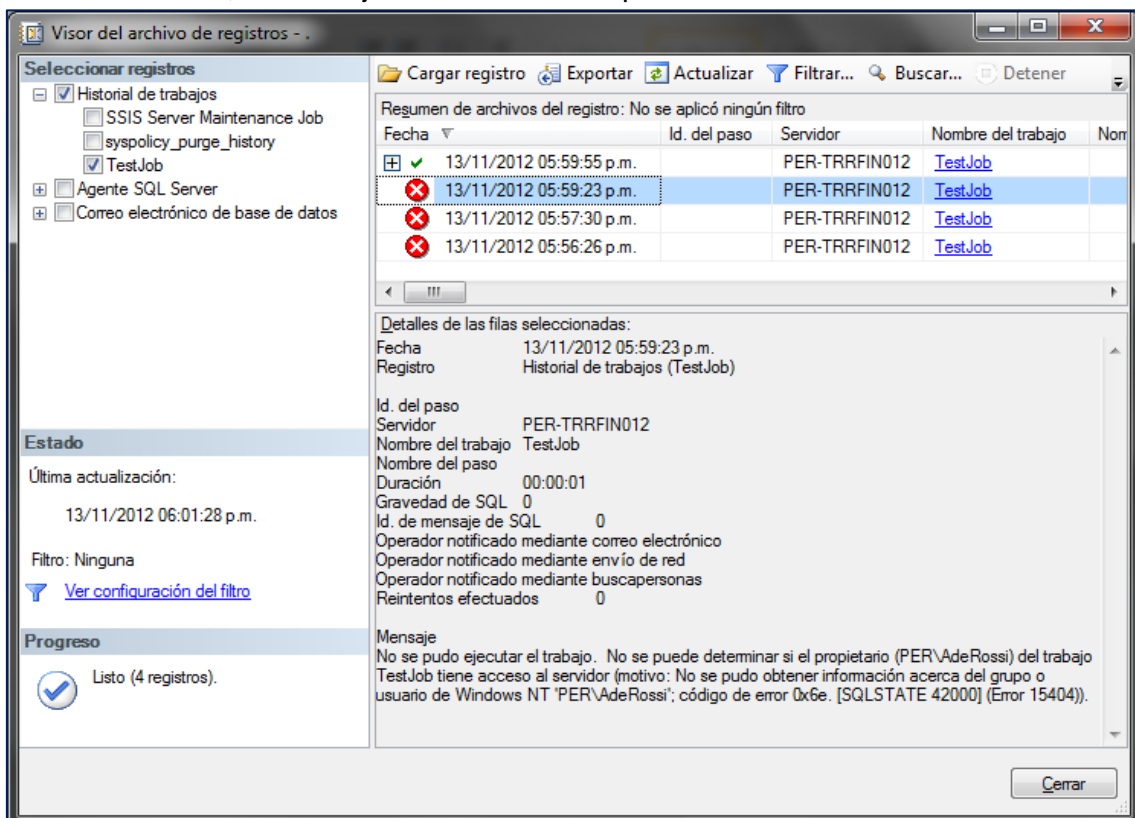 Visor del archivo de registros - .
Seleccionar registros
Historial de trabajos
SSIS Server Maintenance Job
syspolicy_purge_history
TestJob
Agente SQL Server
Correo electrónico de base de datos
Cargar registro Exportar Actualizar Filtrar... Buscar... Detener
Resumen de archivos del registro: No se aplicó ningún filtro
Fecha Id. del paso Servidor Nombre del trabajo Nom
13/11/2012 05:59:55 p.m. PER-TRRFIN012 TestJob
13/11/2012 05:59:23 p.m. PER-TRRFIN012 TestJob
13/11/2012 05:57:30 p.m. PER-TRRFIN012 TestJob
13/11/2012 05:56:26 p.m. PER-TRRFIN012 TestJob
Detalles de las filas seleccionadas:
Fecha 13/11/2012 05:59:23 p.m.
Registro Historial de trabajos (TestJob)
Id. del paso
Servidor PER-TRRFIN012
Nombre del trabajo TestJob
Nombre del paso
Duración 00:00:01
Gravedad de SQL 0
Id. de mensaje de SQL 0
Operador notificado mediante correo electrónico
Operador notificado mediante envío de red
Operador notificado mediante buscapersonas
Reintentos efectuados 0
Mensaje
No se pudo ejecutar el trabajo. No se puede determinar si el propietario (PER\AdeRossi) del trabajo
TestJob tiene acceso al servidor (motivo: No se pudo obtener información acerca del grupo o
usuario de Windows NT 'PER\AdeRossi'; código de error 0x6e. [SQLSTATE 42000] (Error 15404)).
Estado
Última actualización:
13/11/2012 06:01:28 p.m.
Filtro: Ninguna
Ver configuración del filtro
Progreso
Listo (4 registros).
Cerrar